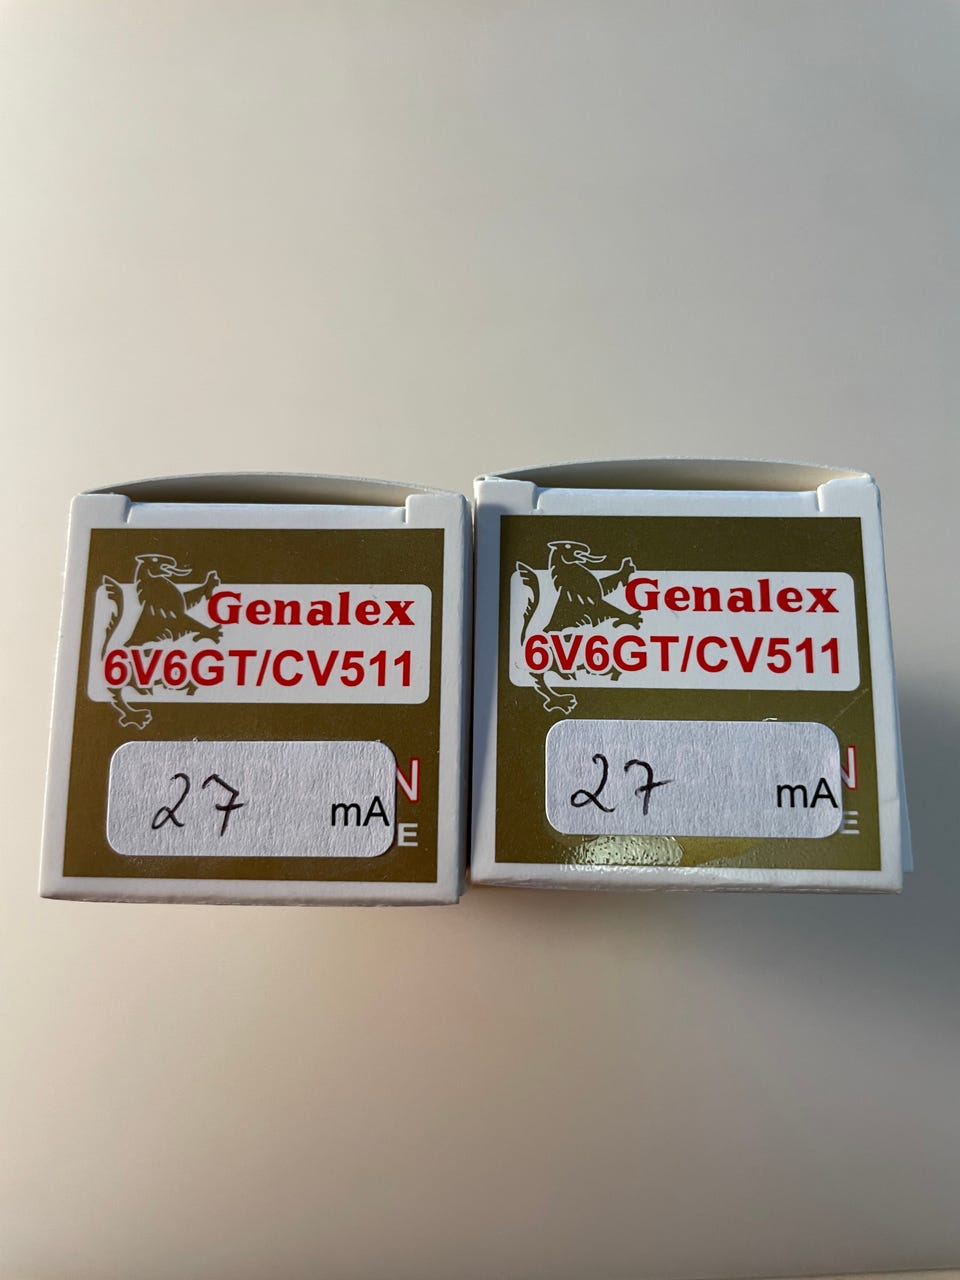 Genalex
6V6GT/CV511
27 mA
N
E
Genalex
6V6GT/CV511
27 mA
N
E